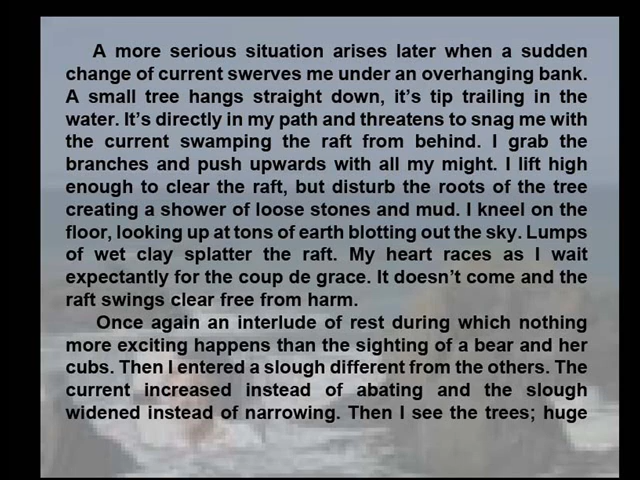 A more serious situation arises later when a sudden
change of current swerves me under an overhanging bank.
A small tree hangs straight down, it's tip trailing in the
water. It's directly in my path and threatens to snag me with
the current swamping the raft from behind. I grab the
branches and push upwards with all my might. I lift high
enough to clear the raft, but disturb the roots of the tree
creating a shower of loose stones and mud. I kneel on the
floor, looking up at tons of earth blotting out the sky. Lumps
of wet clay splatter the raft. My heart races as I wait
expectantly for the coup de grace. It doesn't come and the
raft swings clear free from harm.
Once again an interlude of rest during which nothing
more exciting happens than the sighting of a bear and her
cubs. Then I entered a slough different from the others. The
current increased instead of abating and the slough
widened instead of narrowing. Then I see the trees; huge